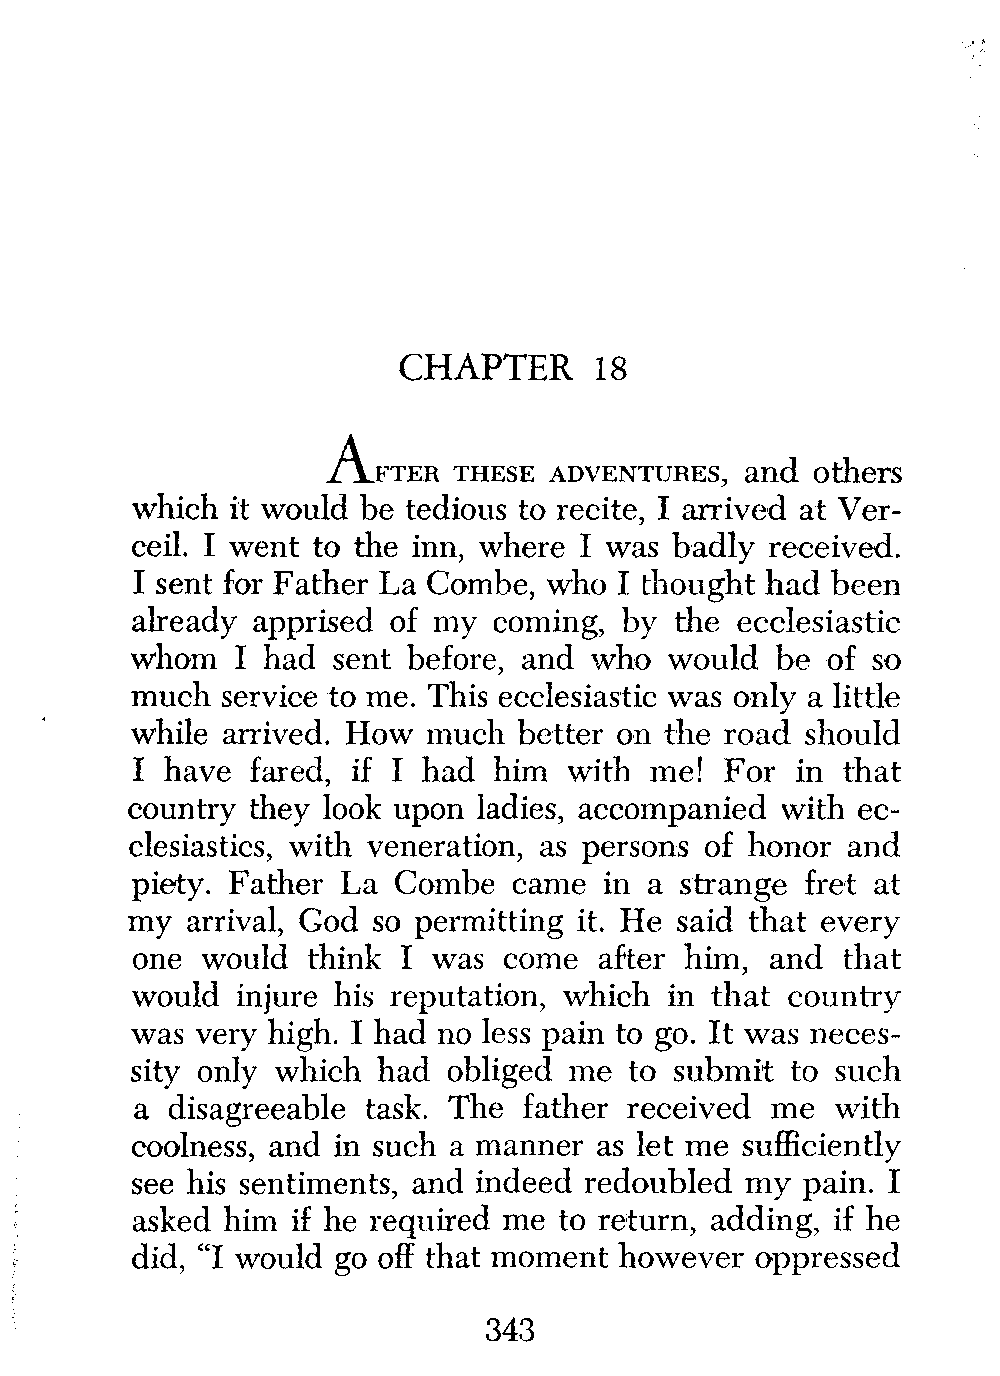 CHAPTER 18
AFTER THESE ADVENTURES, and others
which it would be tedious to recite, I arrived at Ver-
ceil. I went to the inn, where I was badly received.
I sent for Father La Combe, who I thought had been
already apprised of my coming, by the ecclesiastic
whom I had sent before, and who would be of so
much service to me. This ecclesiastic was only a little
while arrived. How much better on the road should
I have fared, if I had him with me! For in that
country they look upon ladies, accompanied with ec-
clesiastics, with veneration, as persons of honor and
piety. Father La Combe came in a strange fret at
my arrival, God so permitting it. He said that every
one would think I was come after him, and that
would injure his reputation, which in that country
was very high. I had no less pain to go. It was neces-
sity only which had obliged me to submit to such
a disagreeable task. The father received me with
coolness, and in such a manner as let me sufficiently
see his sentiments, and indeed redoubled my pain. I
asked him if he required me to return, adding, if he
did, “I would go off that moment however oppressed
343